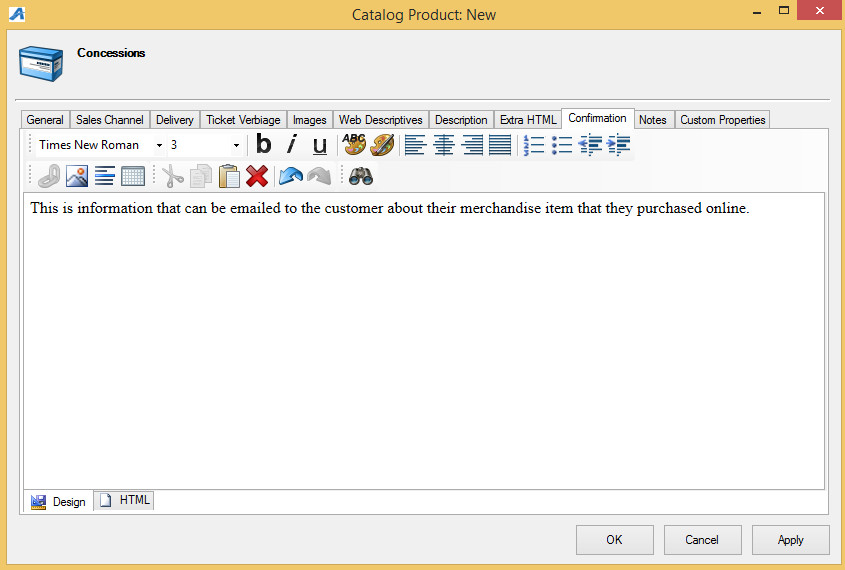 Catalog Product: New
Concessions
General Sales Channel Delivery Ticket Verbiage Images Web Descriptives Description Extra HTML Confirmation Notes Custom Properties
Times New Roman 3 b i u ABC
This is information that can be emailed to the customer about their merchandise item that they purchased online.
Design HTML
OK Cancel Apply